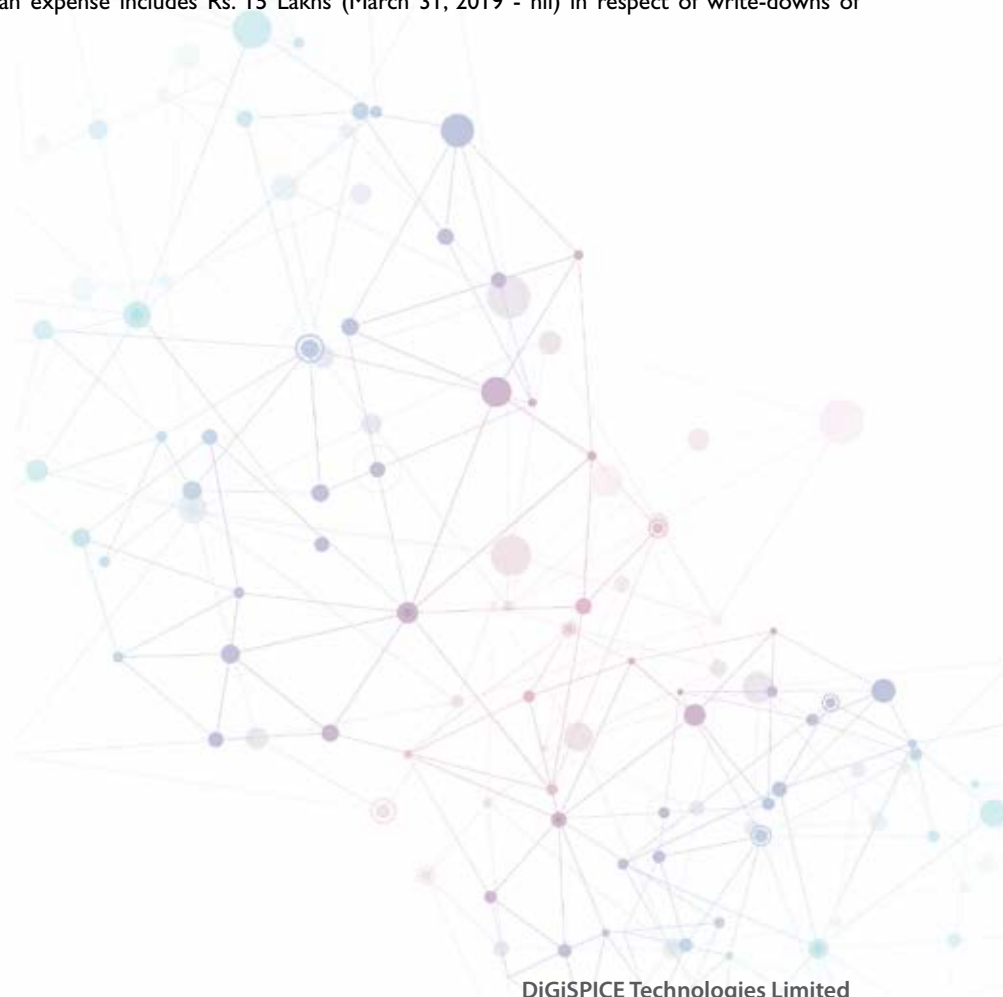 an expense includes Rs. 15 Lakhs (March 31, 2019 - nil) in respect of write-downs of
DiGiSPICE Technologies Limited